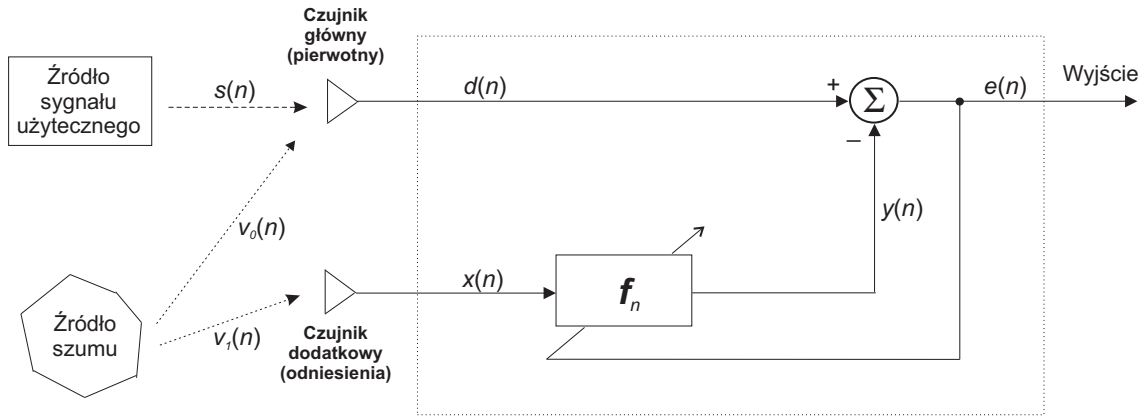 Czujnik
główny
(pierwotny)
Źródło
sygnału
użytecznego
s(n)
d(n)
+
Σ
e(n)
Wyjście
–
v₀(n)
y(n)
Źródło
szumu
v₁(n)
x(n)
fₙ
Czujnik
dodatkowy
(odniesienia)